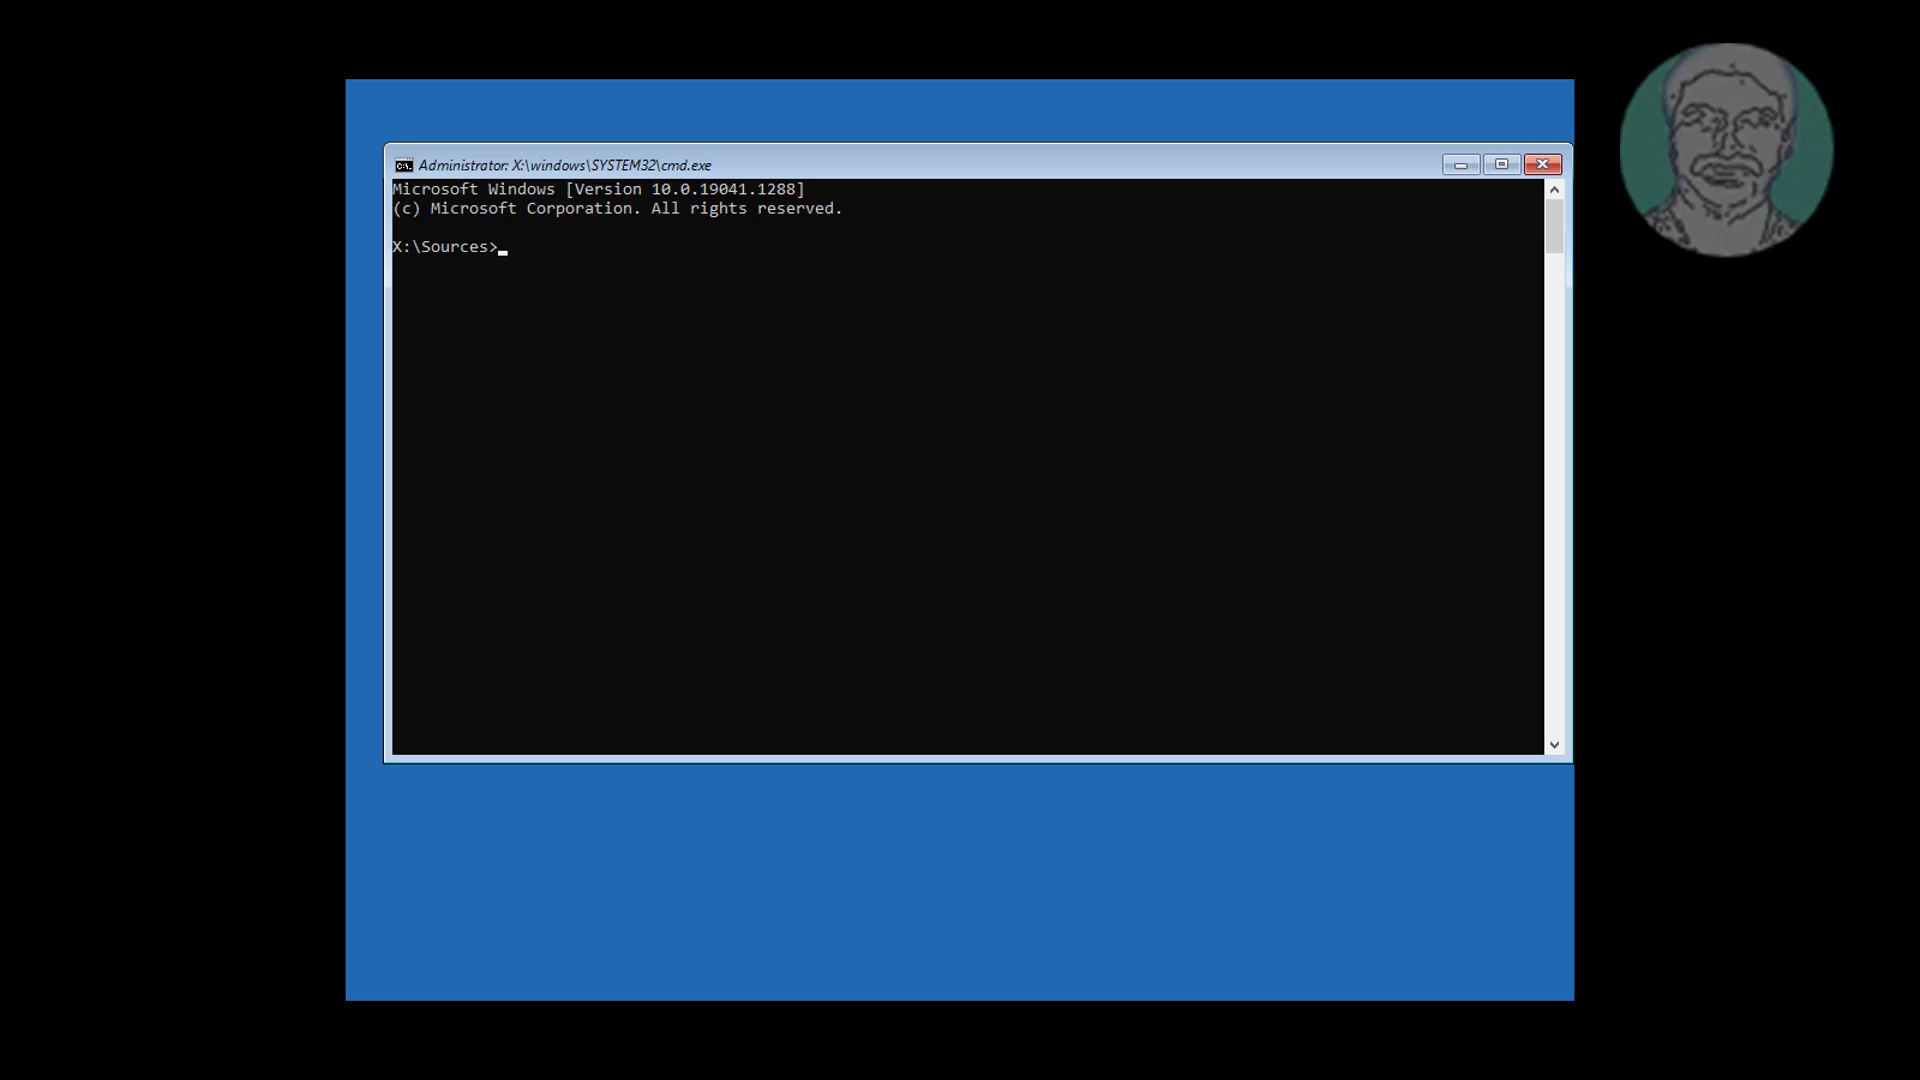 Administrator: X:\windows\SYSTEM32\cmd.exe
Microsoft Windows [Version 10.0.19041.1288]
(c) Microsoft Corporation. All rights reserved.
X:\Sources>